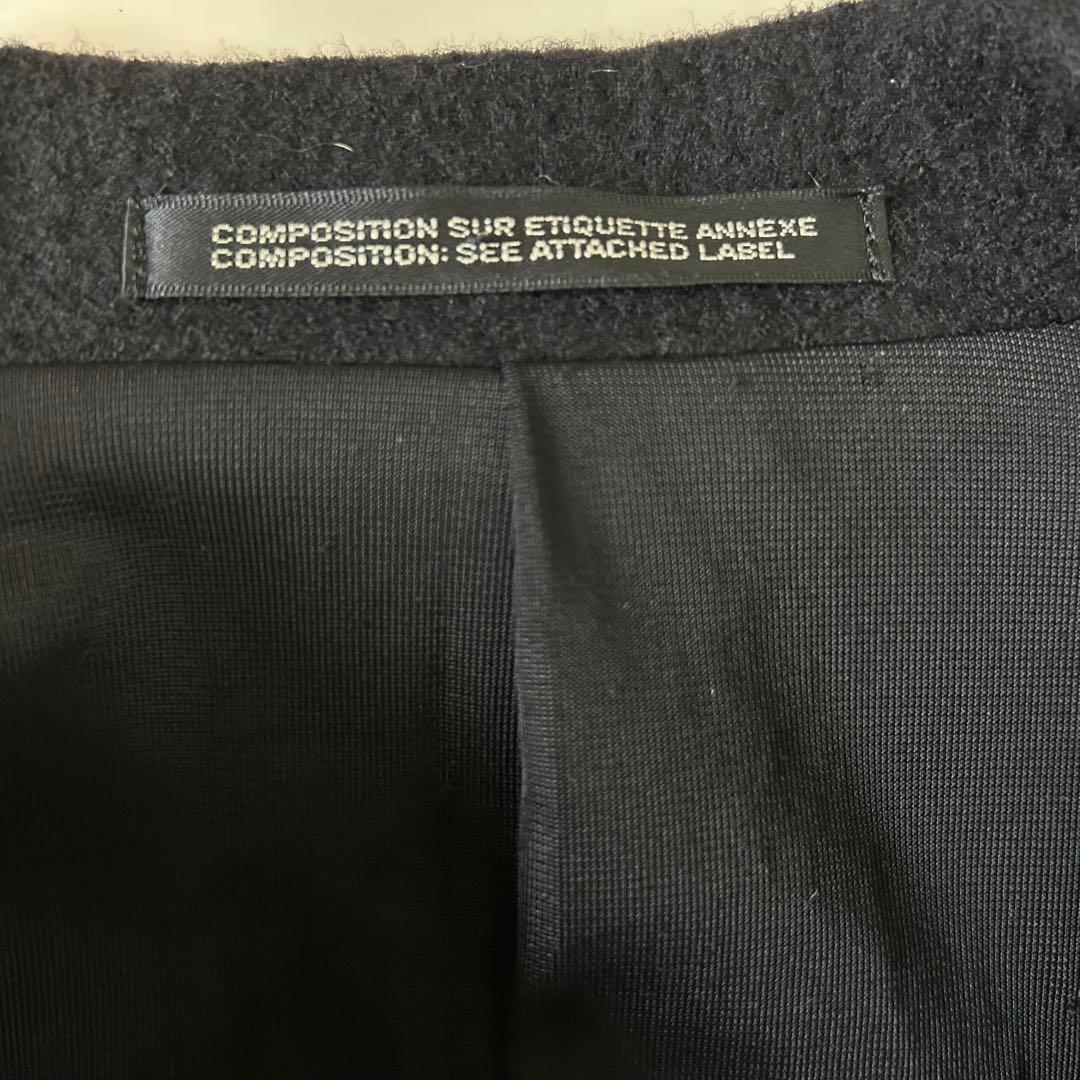 COMPOSITION SUR ETIQUETTE ANNEXE
COMPOSITION: SEE ATTACHED LABEL